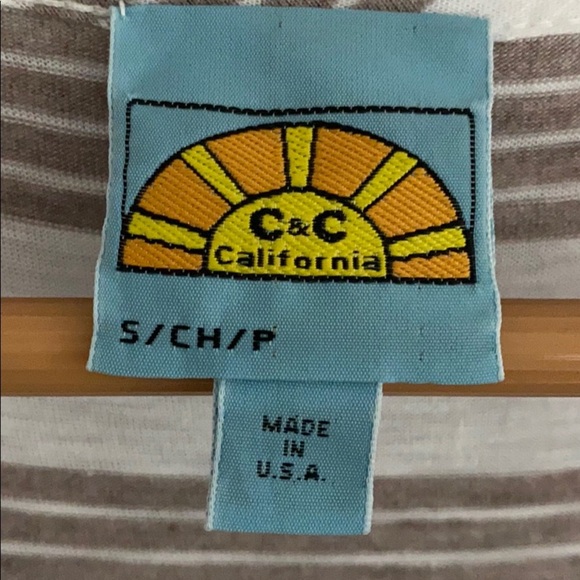 C&C
California
S/CH/P
MADE
IN
U.S.A.